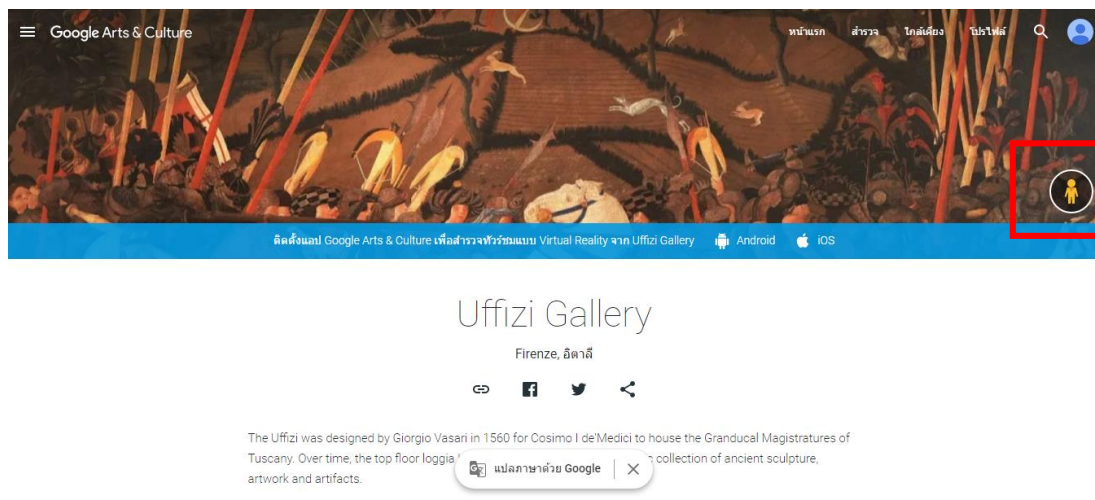 Google Arts & Culture
หน้าแรก สำรวจ ใกล้เคียง โปรไฟล์
ติดตั้งแอป Google Arts & Culture เพื่อสำรวจทัวร์ชมแบบ Virtual Reality จาก Uffizi Gallery Android iOS
Uffizi Gallery
Firenze, อิตาลี
The Uffizi was designed by Giorgio Vasari in 1560 for Cosimo I de'Medici to house the Granducal Magistratures of
Tuscany. Over time, the top floor loggia collection of ancient sculpture,
แปลภาษาด้วย Google
artwork and artifacts.